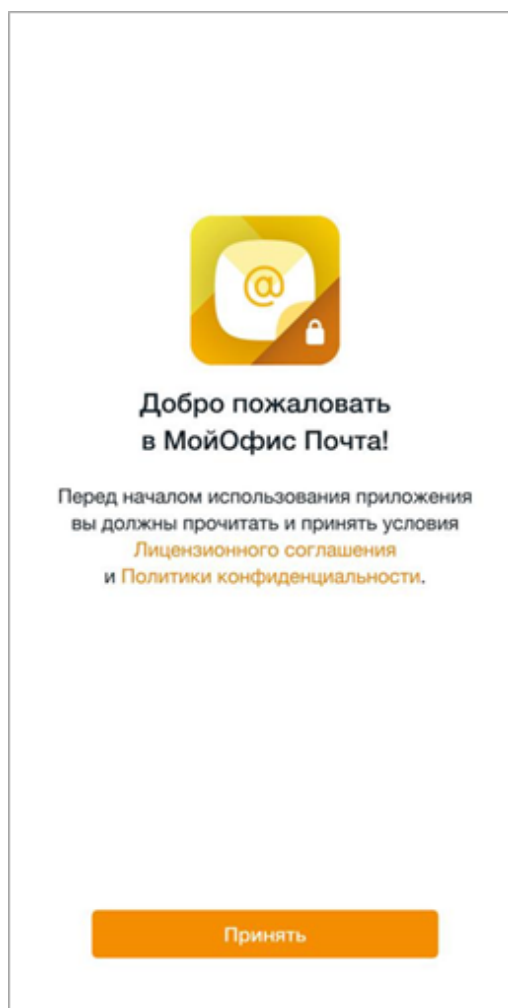 @
Добро пожаловать
в МойОфис Почта!
Перед началом использования приложения
вы должны прочитать и принять условия
Лицензионного соглашения
и Политики конфиденциальности.
Принять